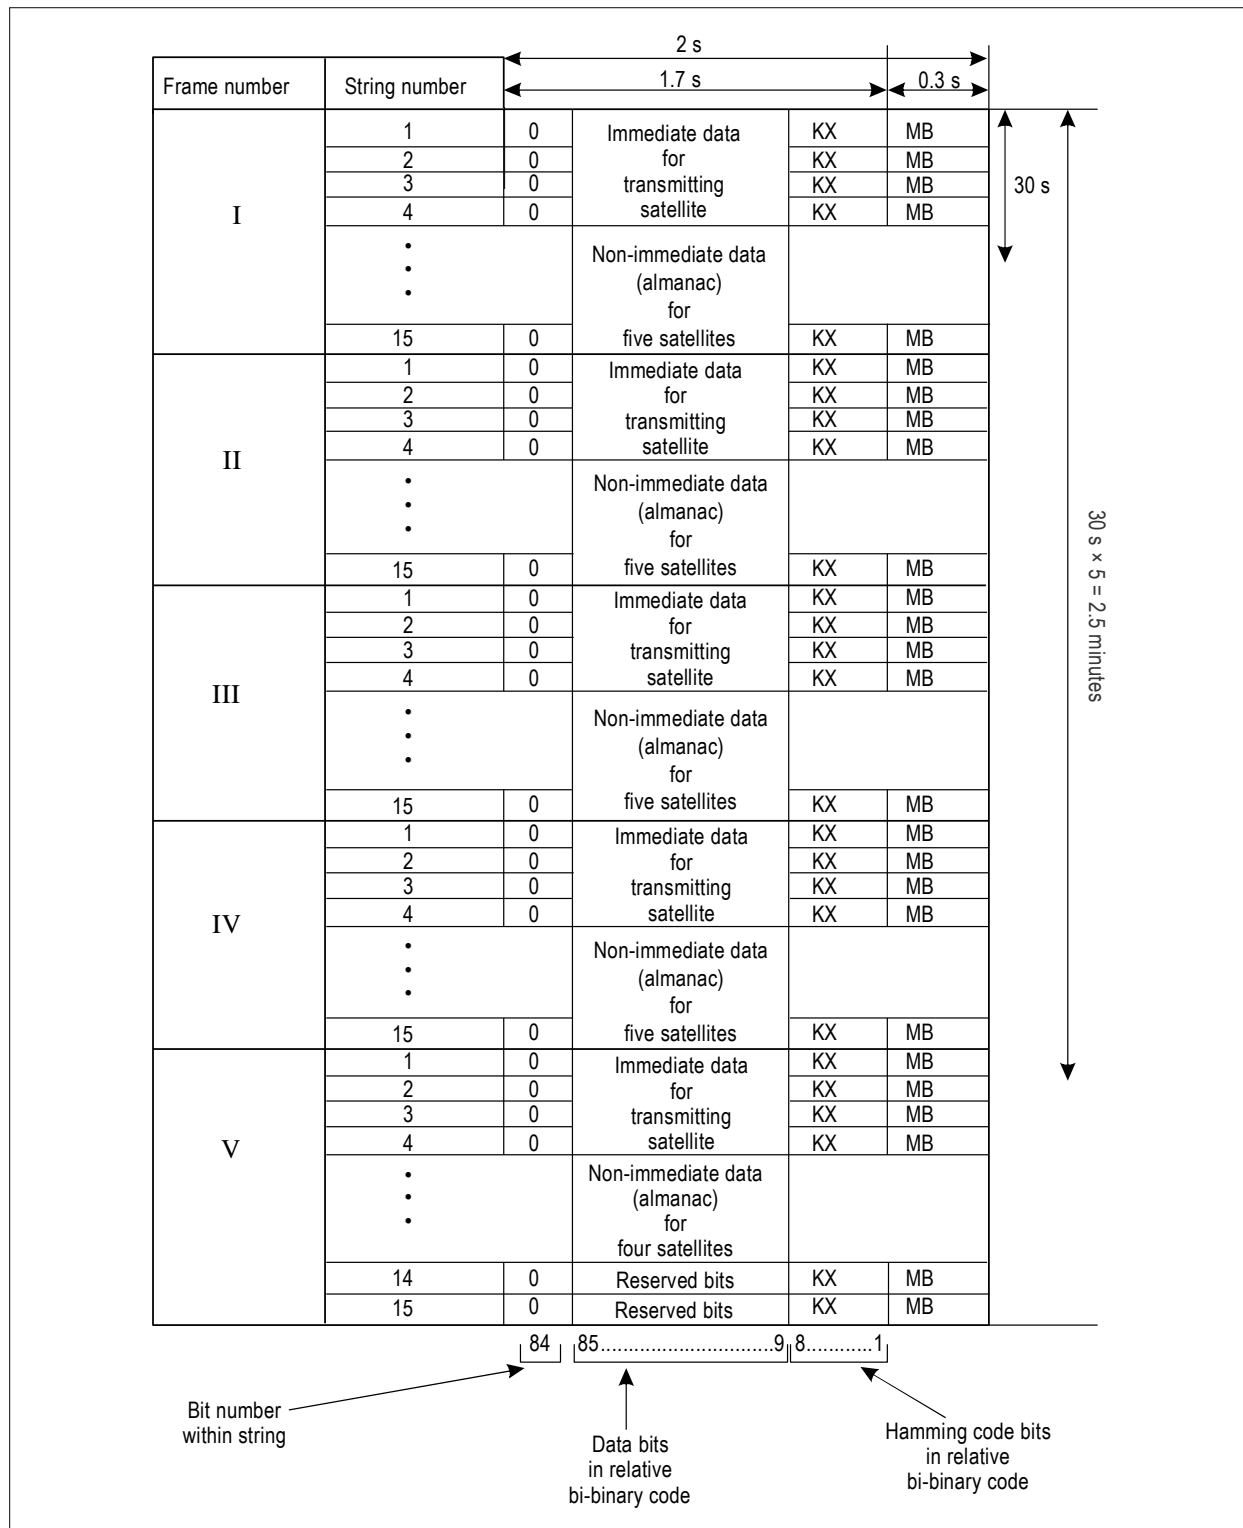 2 s
Frame number String number 1.7 s 0.3 s
1 0 Immediate data KX MB
2 0 for KX MB
3 0 transmitting KX MB
4 0 satellite KX MB
30 s
I
Non-immediate data
(almanac)
for
15 0 five satellites KX MB
1 0 Immediate data KX MB
2 0 for KX MB
3 0 transmitting KX MB
4 0 satellite KX MB
II
Non-immediate data
(almanac)
for
15 0 five satellites KX MB
30 s × 5 = 2.5 minutes
1 0 Immediate data KX MB
2 0 for KX MB
3 0 transmitting KX MB
4 0 satellite KX MB
III
Non-immediate data
(almanac)
for
15 0 five satellites KX MB
1 0 Immediate data KX MB
2 0 for KX MB
3 0 transmitting KX MB
4 0 satellite KX MB
IV
Non-immediate data
(almanac)
for
15 0 five satellites KX MB
1 0 Immediate data KX MB
2 0 for KX MB
3 0 transmitting KX MB
4 0 satellite KX MB
V
Non-immediate data
(almanac)
for
four satellites
14 0 Reserved bits KX MB
15 0 Reserved bits KX MB
84 85...............................9 8............1
Bit number
within string
Data bits
in relative
bi-binary code
Hamming code bits
in relative
bi-binary code